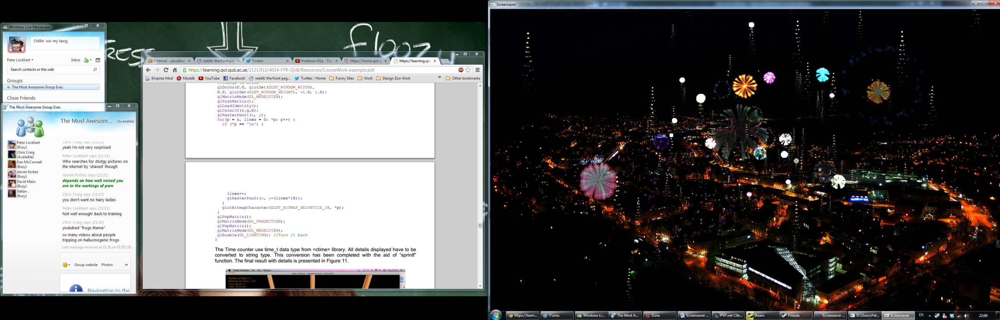 RESS
flooz
Windows Live Messenger
Chillin' wiv my lawg
Peter Lockhart
Inbox
Search contacts or the web
Groups
The Most Awesome Group Ever.
Close Friends
The Most Awesome Group Ever.
The Most Awesom... (Available)
Peter Lockhart
(Busy)
Chris Craig
(Available)
Dan McConnell
(Busy)
steven forbes
(Busy)
David Mairs
(Busy)
Stefan .
(Busy)
Chris Craig says (21:21)
yeah i'm not very surprised
Peter Lockhart says (21:21)
Who searches for dodgy pictures on
the internet by 'shaved' though
steven forbes says (21:21)
depends on how well versed you
are in the workings of porn
Chris Craig says (21:21)
you don't want no hairy ladies
Peter Lockhart says (21:21)
Not well enough! Back to training
Chris Craig says (21:26)
youtubed "frogs theme"
so many videos about people
tripping on hallucinogenic frogs
Last message received at 21:26 on 01/02/20...
Group website Photos »
Navigation to the
Hotmail - plockhart
reddit: the front pag
Twitter
Professor Kliq - Tera
https://home.qol.q
https://learning.qol
https://learning.qol.qub.ac.uk/2121/ELE/4014-FYR-QUB/Resources/CourseWork-example.pdf
ABP
Empires Mod Moddb YouTube Facebook reddit: the front pag... Twitter / Home Funny Sites Work Design Zoo Work » Other bookmarks
//Change to Ortho
glOrtho(0.0, glutGet(GLUT_WINDOW_WIDTH),
0.0, glutGet(GLUT_WINDOW_HEIGHT), -1.0, 1.0);
glMatrixMode(GL_MODELVIEW);
glPushMatrix();
glLoadIdentity();
glColor3f(r,g,b);
glRasterPos2i(x, y);
for(p = s, lines = 0; *p; p++) {
if (*p == '\n') {
lines++;
glRasterPos2i(x, y-(lines*18));
}
glutBitmapCharacter(GLUT_BITMAP_HELVETICA_18, *p);
}
glPopMatrix();
glMatrixMode(GL_PROJECTION);
glPopMatrix();
glMatrixMode(GL_MODELVIEW);
glEnable(GL_LIGHTING); //Turn it back
}
The Time counter use time_t data type from <ctime> library. All details displayed have to be
converted to string type. This conversion has been completed with the aid of "sprintf"
function. The final result with details is presented in Figure 11.
Tower of Hanoi File Edit Window
Tue 23:41
Number of disks = 7
Minimum to solve = 127
Your moves: 4
Time: 00:00:45
Screensaver
https://learn...
iTunes
Windows Li...
The Most A...
Zune
Screensaver ...
PVP.net Clie...
Steam
Friends
Screensaver ...
D:\Users\Pet...
Screensaver
EN
22:09